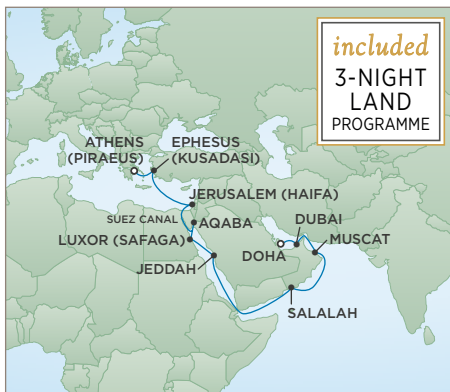 included
3-NIGHT
LAND
PROGRAMME
ATHENS
(PIRAEUS)
EPHESUS
(KUSADASI)
JERUSALEM (HAIFA)
SUEZ CANAL
AQABA
LUXOR (SAFAGA)
DUBAI
DOHA
MUSCAT
JEDDAH
SALALAH